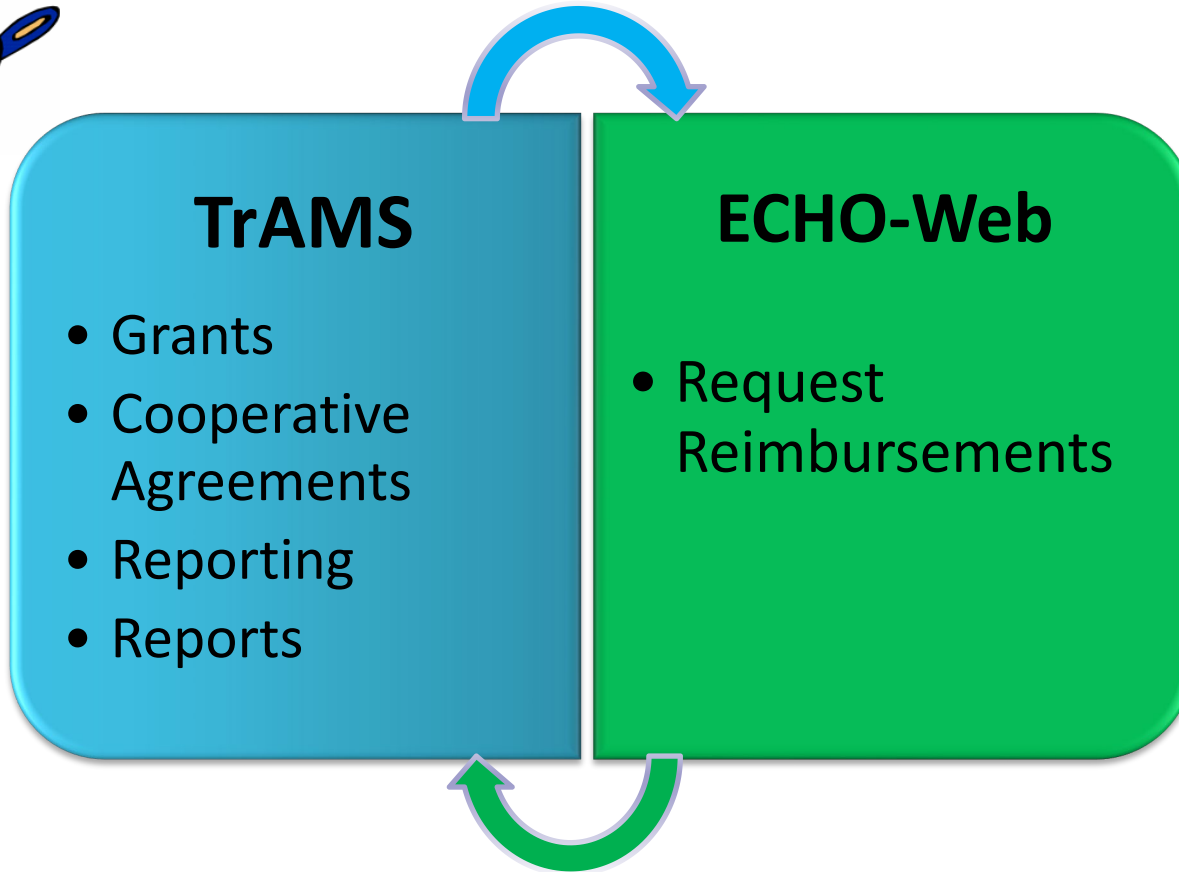 TrAMS
• Grants
• Cooperative
Agreements
• Reporting
• Reports
ECHO-Web
• Request
Reimbursements